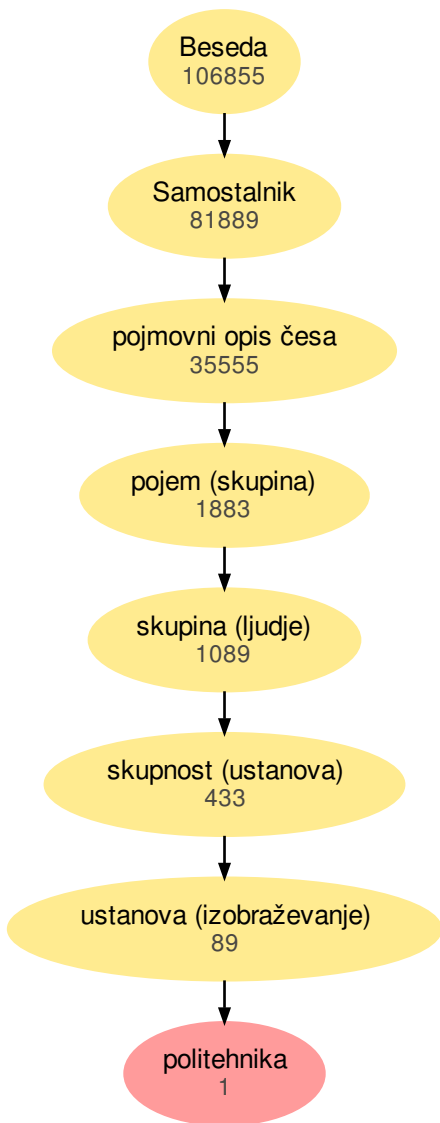 Beseda
106855
Samostalnik
81889
pojmovni opis česa
35555
pojem (skupina)
1883
skupina (ljudje)
1089
skupnost (ustanova)
433
ustanova (izobraževanje)
89
politehnika
1